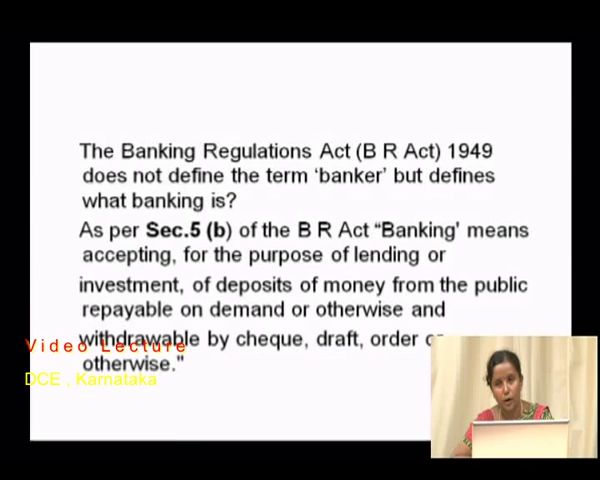 The Banking Regulations Act (B R Act) 1949
does not define the term ‘banker’ but defines
what banking is?
As per Sec.5 (b) of the B R Act “Banking' means
accepting, for the purpose of lending or
investment, of deposits of money from the public
repayable on demand or otherwise and
withdrawable by cheque, draft, order
otherwise."
Video Lecture
DCE , Karnataka